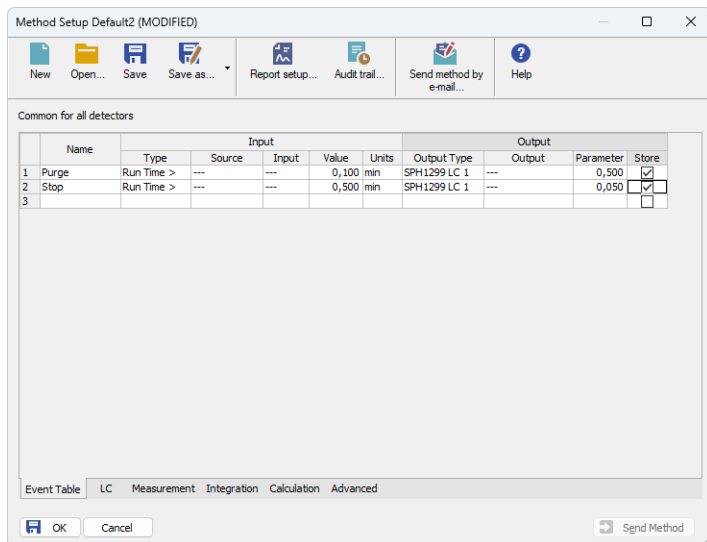 Method Setup Default2 (MODIFIED)
New Open... Save Save as... Report setup... Audit trail... Send method by e-mail... Help
Common for all detectors
Name Input Output
Type Source Input Value Units Output Type Output Parameter Store
1 Purge Run Time > --- --- 0,100 min SPH1299 LC 1 --- 0,500
2 Stop Run Time > --- --- 0,500 min SPH1299 LC 1 --- 0,050
3
Event Table LC Measurement Integration Calculation Advanced
OK Cancel Send Method